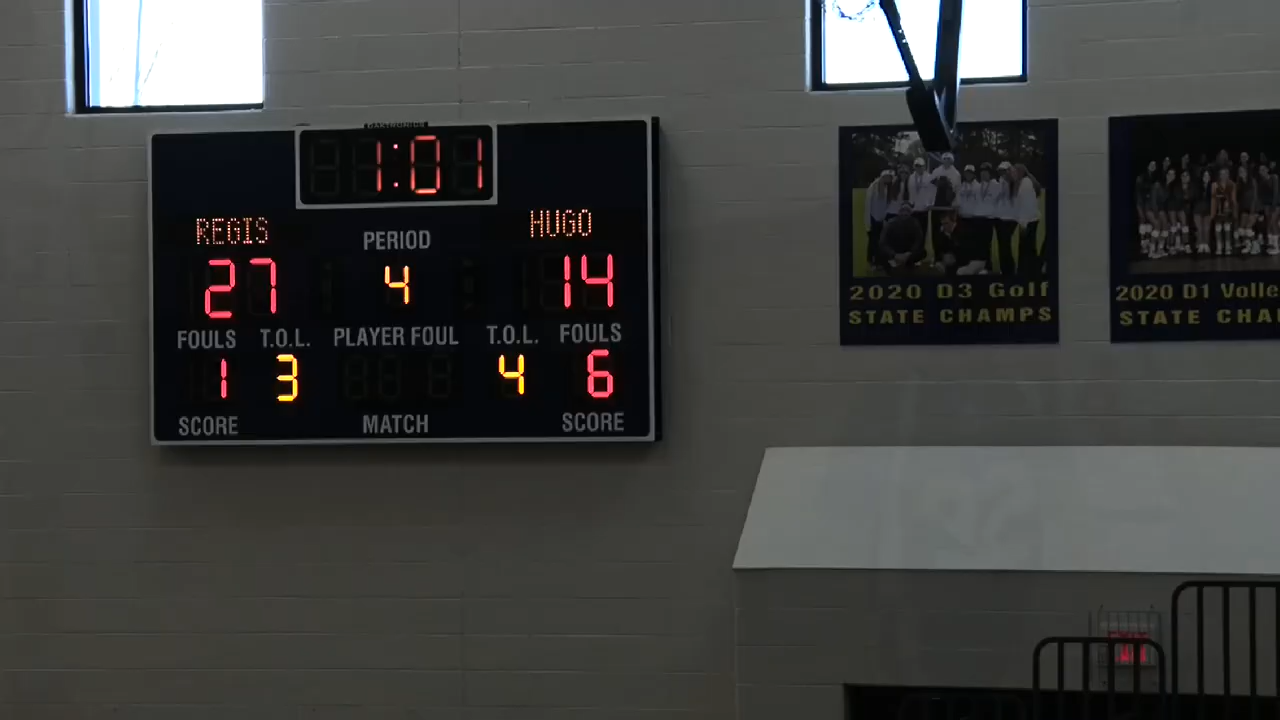 DAKTRONICS
1:01
REGIS HUGO
PERIOD
27 4 14
FOULS T.O.L. PLAYER FOUL T.O.L. FOULS
1 3 4 6
SCORE MATCH SCORE
2020 D3 Golf
STATE CHAMPS
2020 D1 Volle
STATE CHA